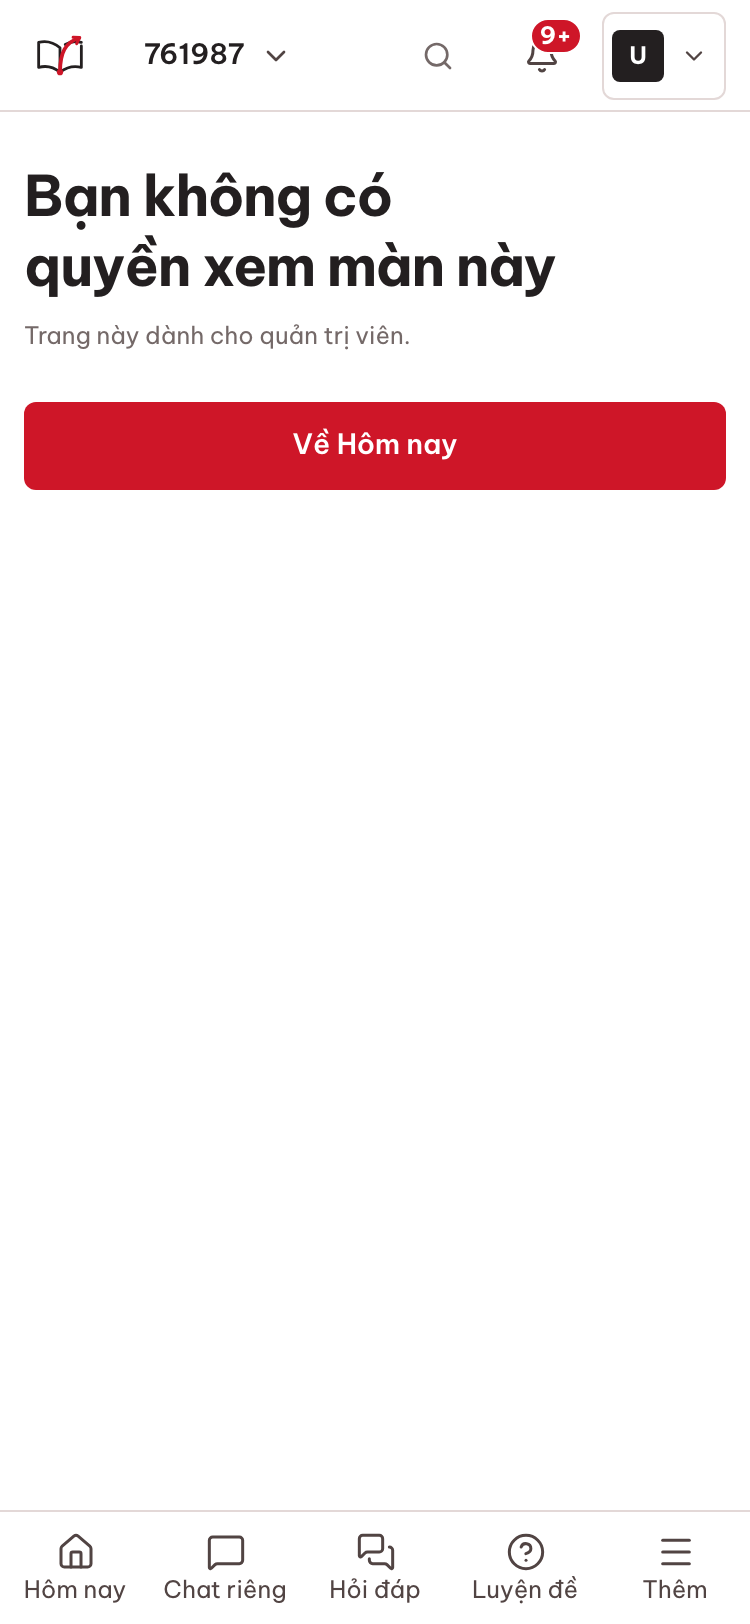 761987
9+
U
Bạn không có
quyền xem màn này
Trang này dành cho quản trị viên.
Về Hôm nay
Hôm nay
Chat riêng
Hỏi đáp
Luyện đề
Thêm